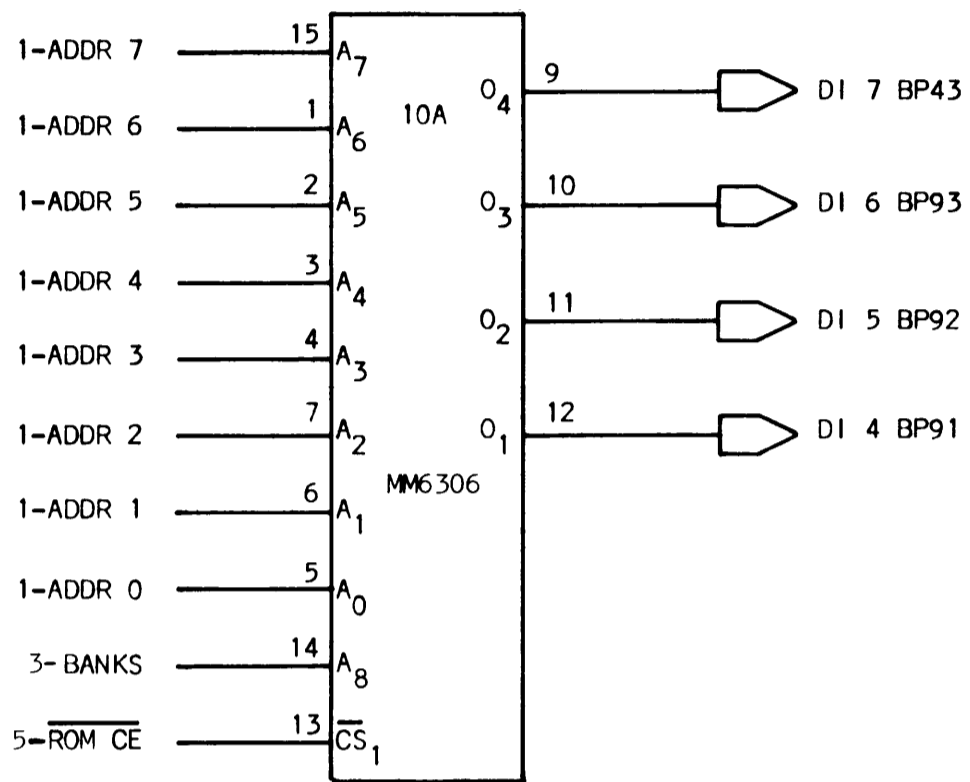 1-ADDR 7 15 A7
1-ADDR 6 1 A6
1-ADDR 5 2 A5
1-ADDR 4 3 A4
1-ADDR 3 4 A3
1-ADDR 2 7 A2
1-ADDR 1 6 A1
1-ADDR 0 5 A0
3-BANKS 14 A8
5-ROM CE 13 CS1
10A
MM6306
O4 9 DI 7 BP43
O3 10 DI 6 BP93
O2 11 DI 5 BP92
O1 12 DI 4 BP91